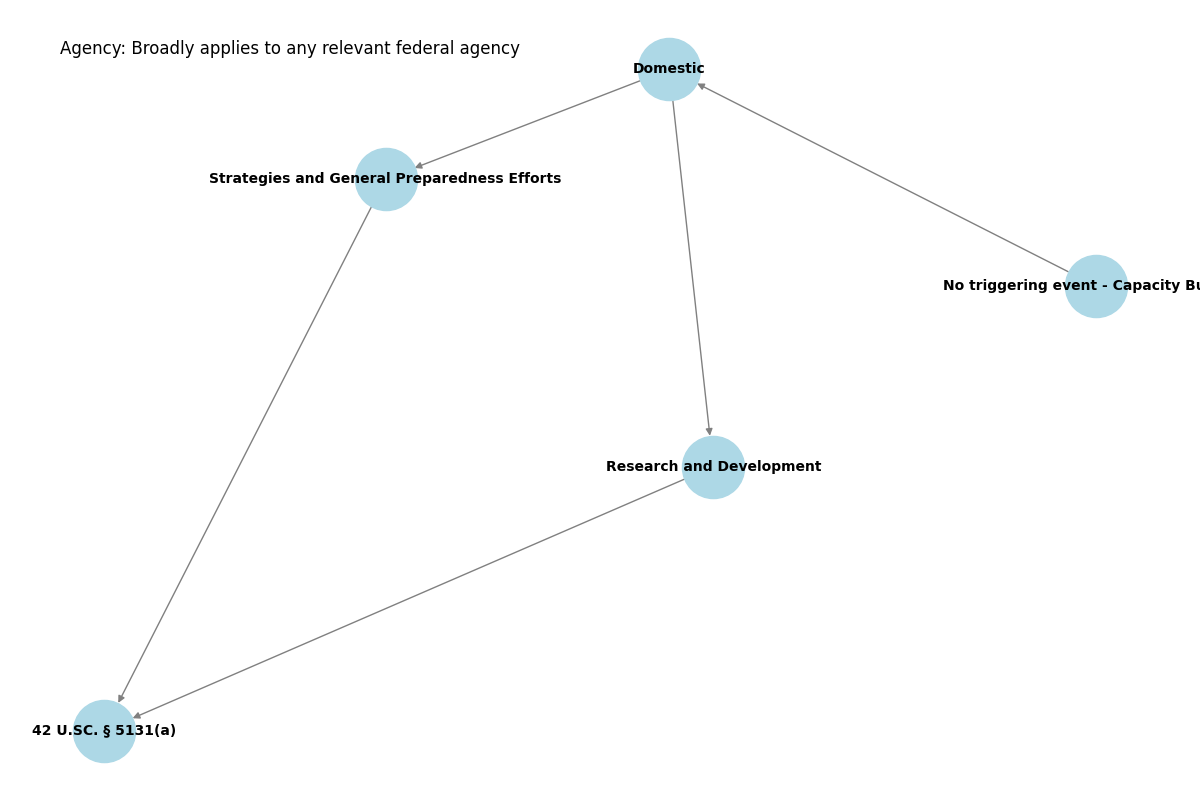 Agency: Broadly applies to any relevant federal agency
Domestic
Strategies and General Preparedness Efforts
No triggering event - Capacity
Research and Development
42 U.SC. § 5131(a)